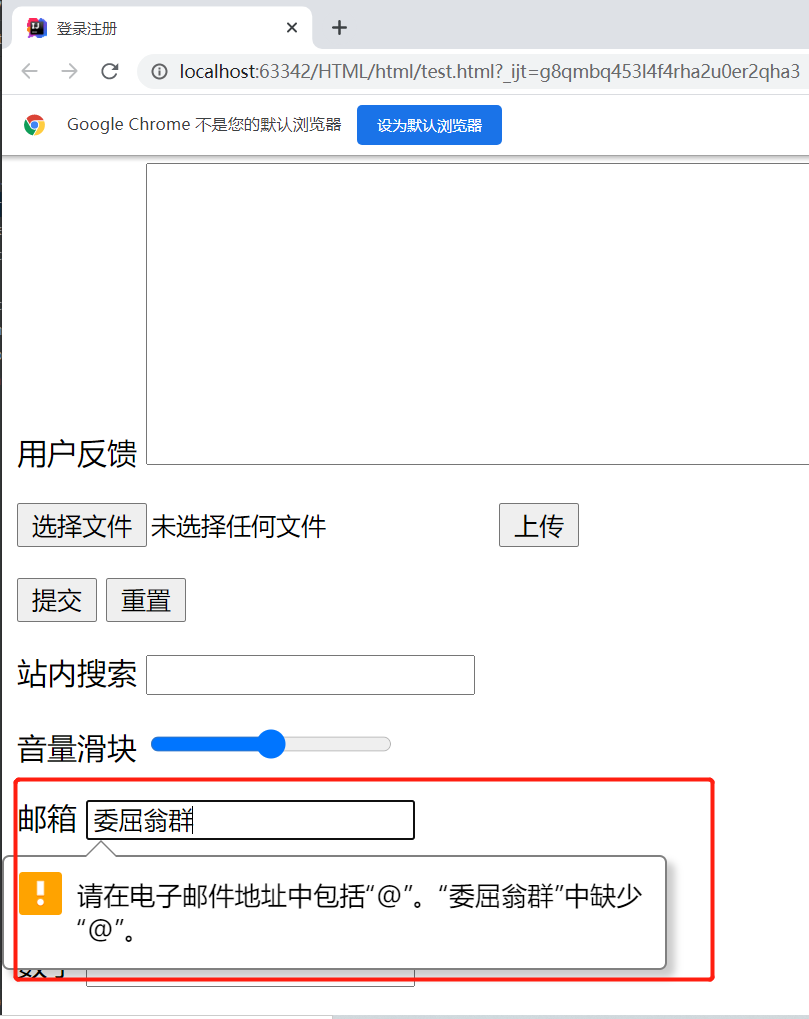 登录注册
localhost:63342/HTML/html/test.html?_ijt=g8qmbq453l4f4rha2u0er2qha3
Google Chrome 不是您的默认浏览器 设为默认浏览器
用户反馈
选择文件 未选择任何文件 上传
提交 重置
站内搜索
音量滑块
邮箱 委屈翁群
请在电子邮件地址中包括“@”。“委屈翁群”中缺少
“@”。